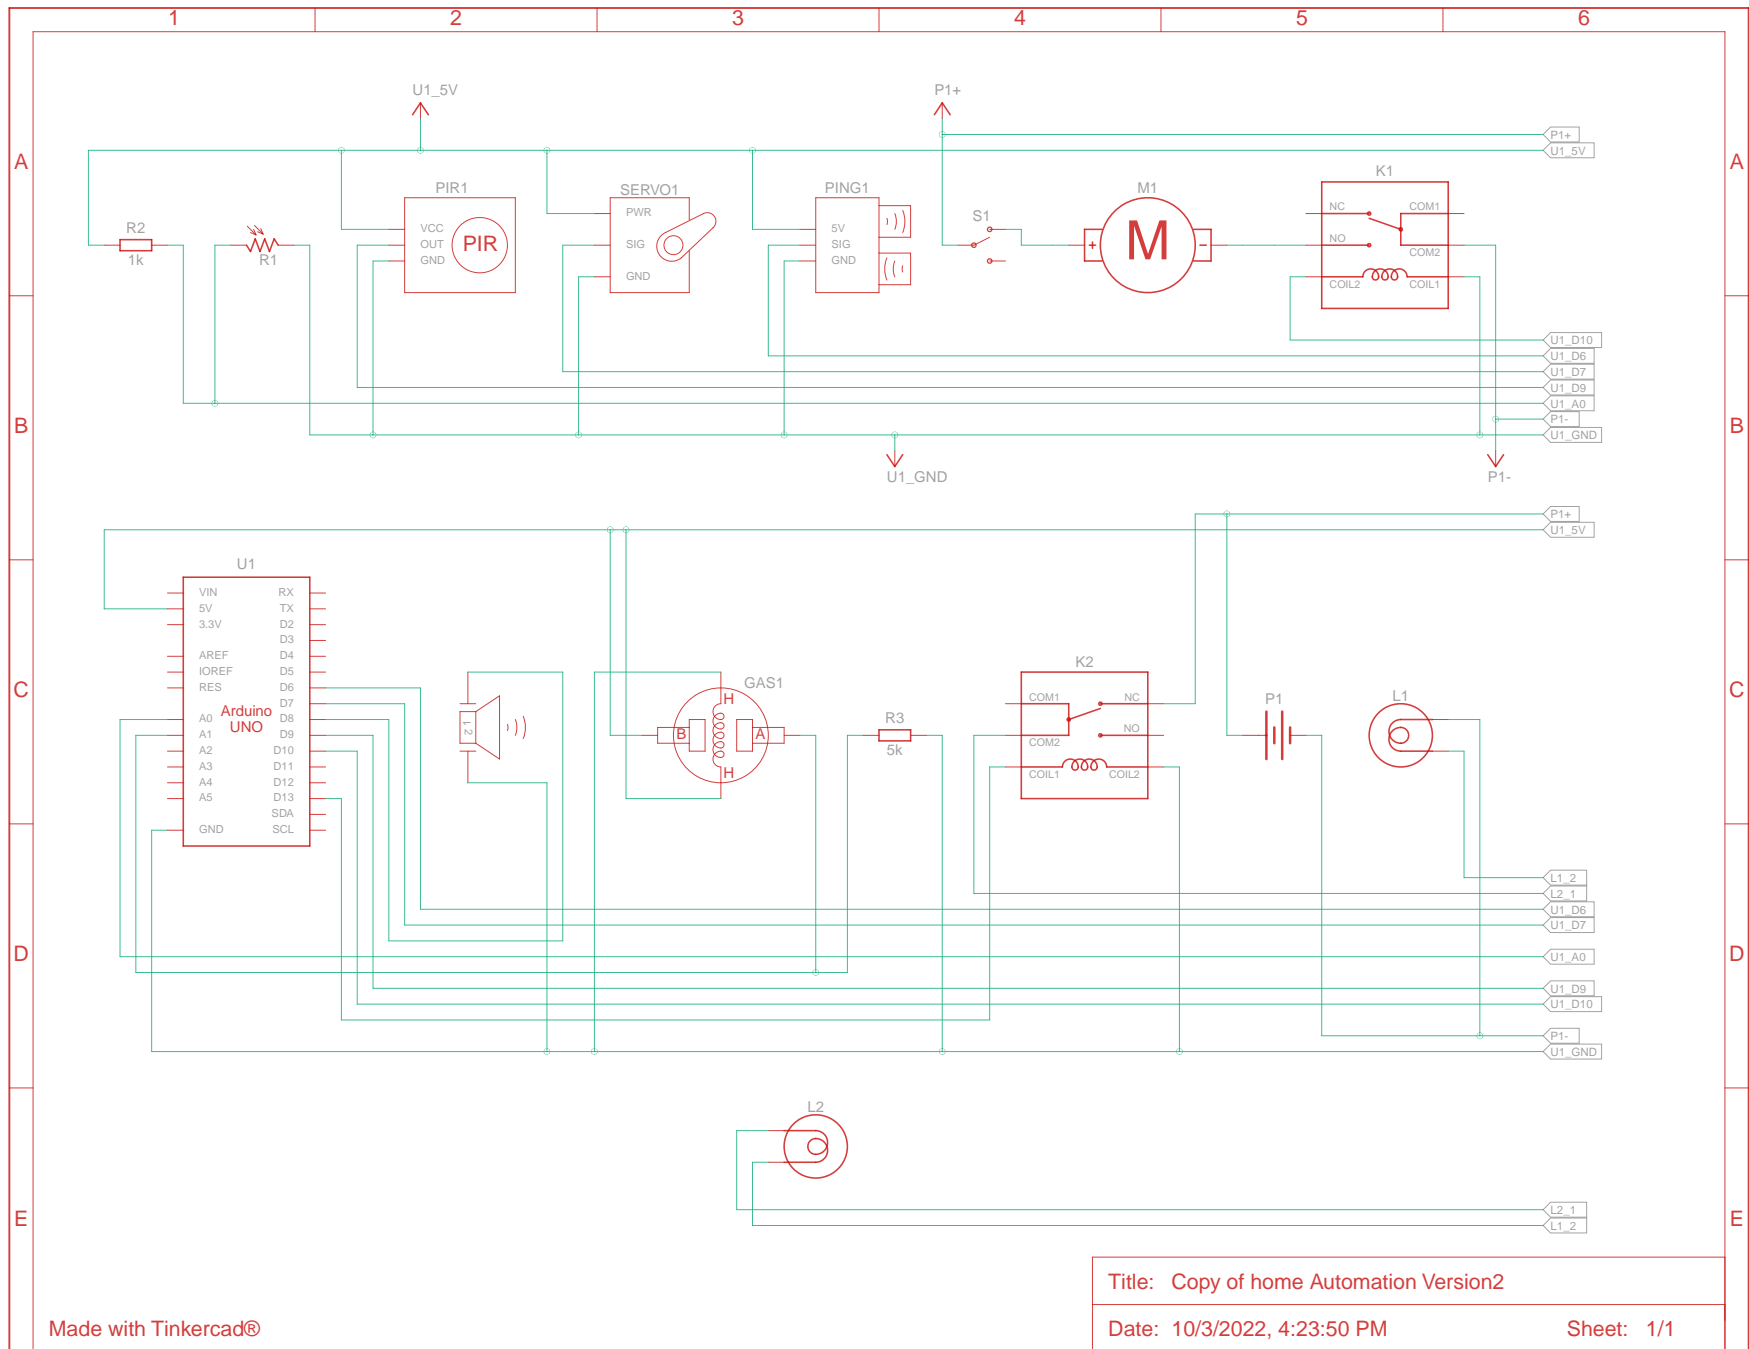 1 2 3 4 5 6
U1_5V P1+
P1+
U1_5V
A A
PIR1 SERVO1 PING1 M1 K1
R2 1k
R1
VCC
OUT
GND
PIR
PWR
SIG
GND
5V
SIG
GND
S1
+ M -
NC COM1
NO COM2
COIL2 COIL1
U1_D10
U1_D6
U1_D7
U1_D9
U1_A0
P1-
U1_GND
B B
U1_GND P1-
P1+
U1_5V
U1
VIN RX
5V TX
3.3V D2
D3
AREF D4
IOREF D5
RES D6
D7
Arduino
UNO
A0 D8
A1 D9
A2 D10
A3 D11
A4 D12
A5 D13
SDA
GND SCL
C C
1 2
GAS1
H
B A
H
R3
5k
K2
COM1 NC
COM2 NO
COIL1 COIL2
P1
L1
L1_2
L2_1
U1_D6
U1_D7
D D
U1_A0
U1_D9
U1_D10
P1-
U1_GND
L2
E E
L2_1
L1_2
Title: Copy of home Automation Version2
Made with Tinkercad®
Date: 10/3/2022, 4:23:50 PM Sheet: 1/1